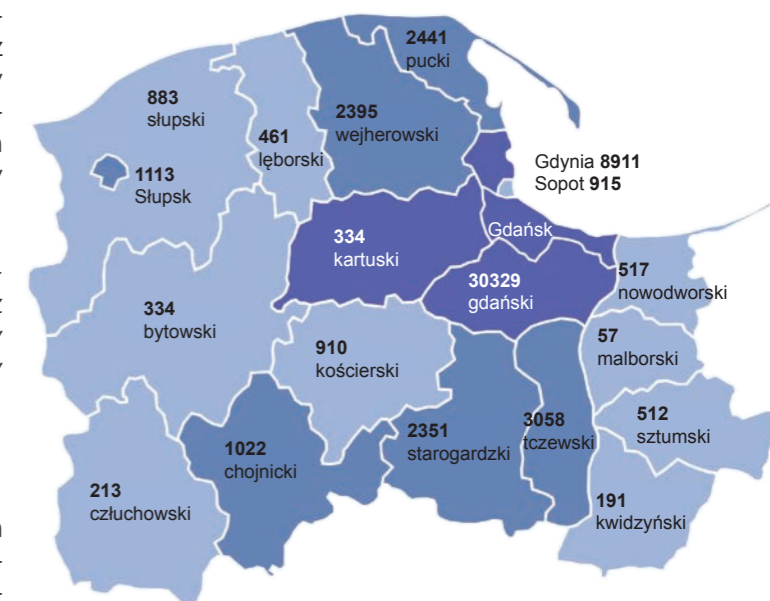 2441
pucki
883
słupski
2395
wejherowski
461
lęborski
Gdynia 8911
Sopot 915
1113
Słupsk
334
kartuski
Gdańsk
30329
gdański
517
nowodworski
334
bytowski
910
kościerski
57
malborski
2351
starogardzki
3058
tczewski
512
sztumski
1022
chojnicki
213
człuchowski
191
kwidzyński